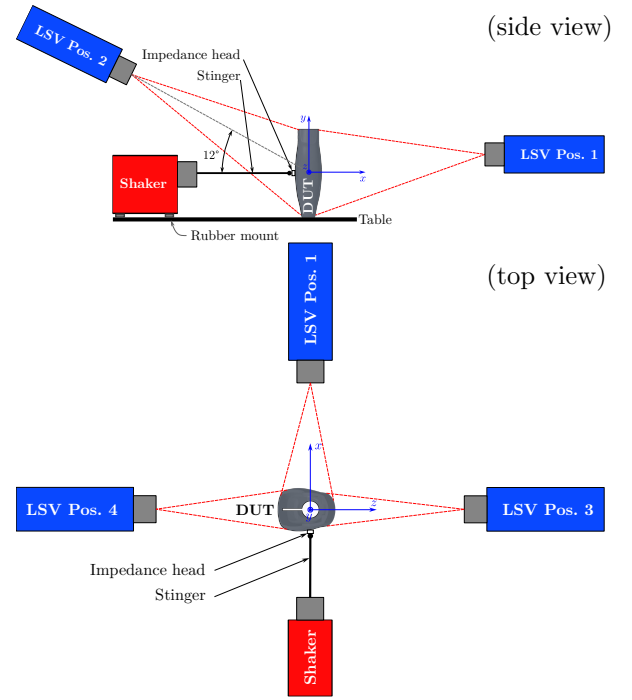 (side view)
LSV Pos. 2
Impedance head
Stinger
y
LSV Pos. 1
12°
x
Shaker
DUT
Table
Rubber mount
(top view)
LSV Pos. 1
x
LSV Pos. 4
DUT
y
z
LSV Pos. 3
Impedance head
Stinger
Shaker